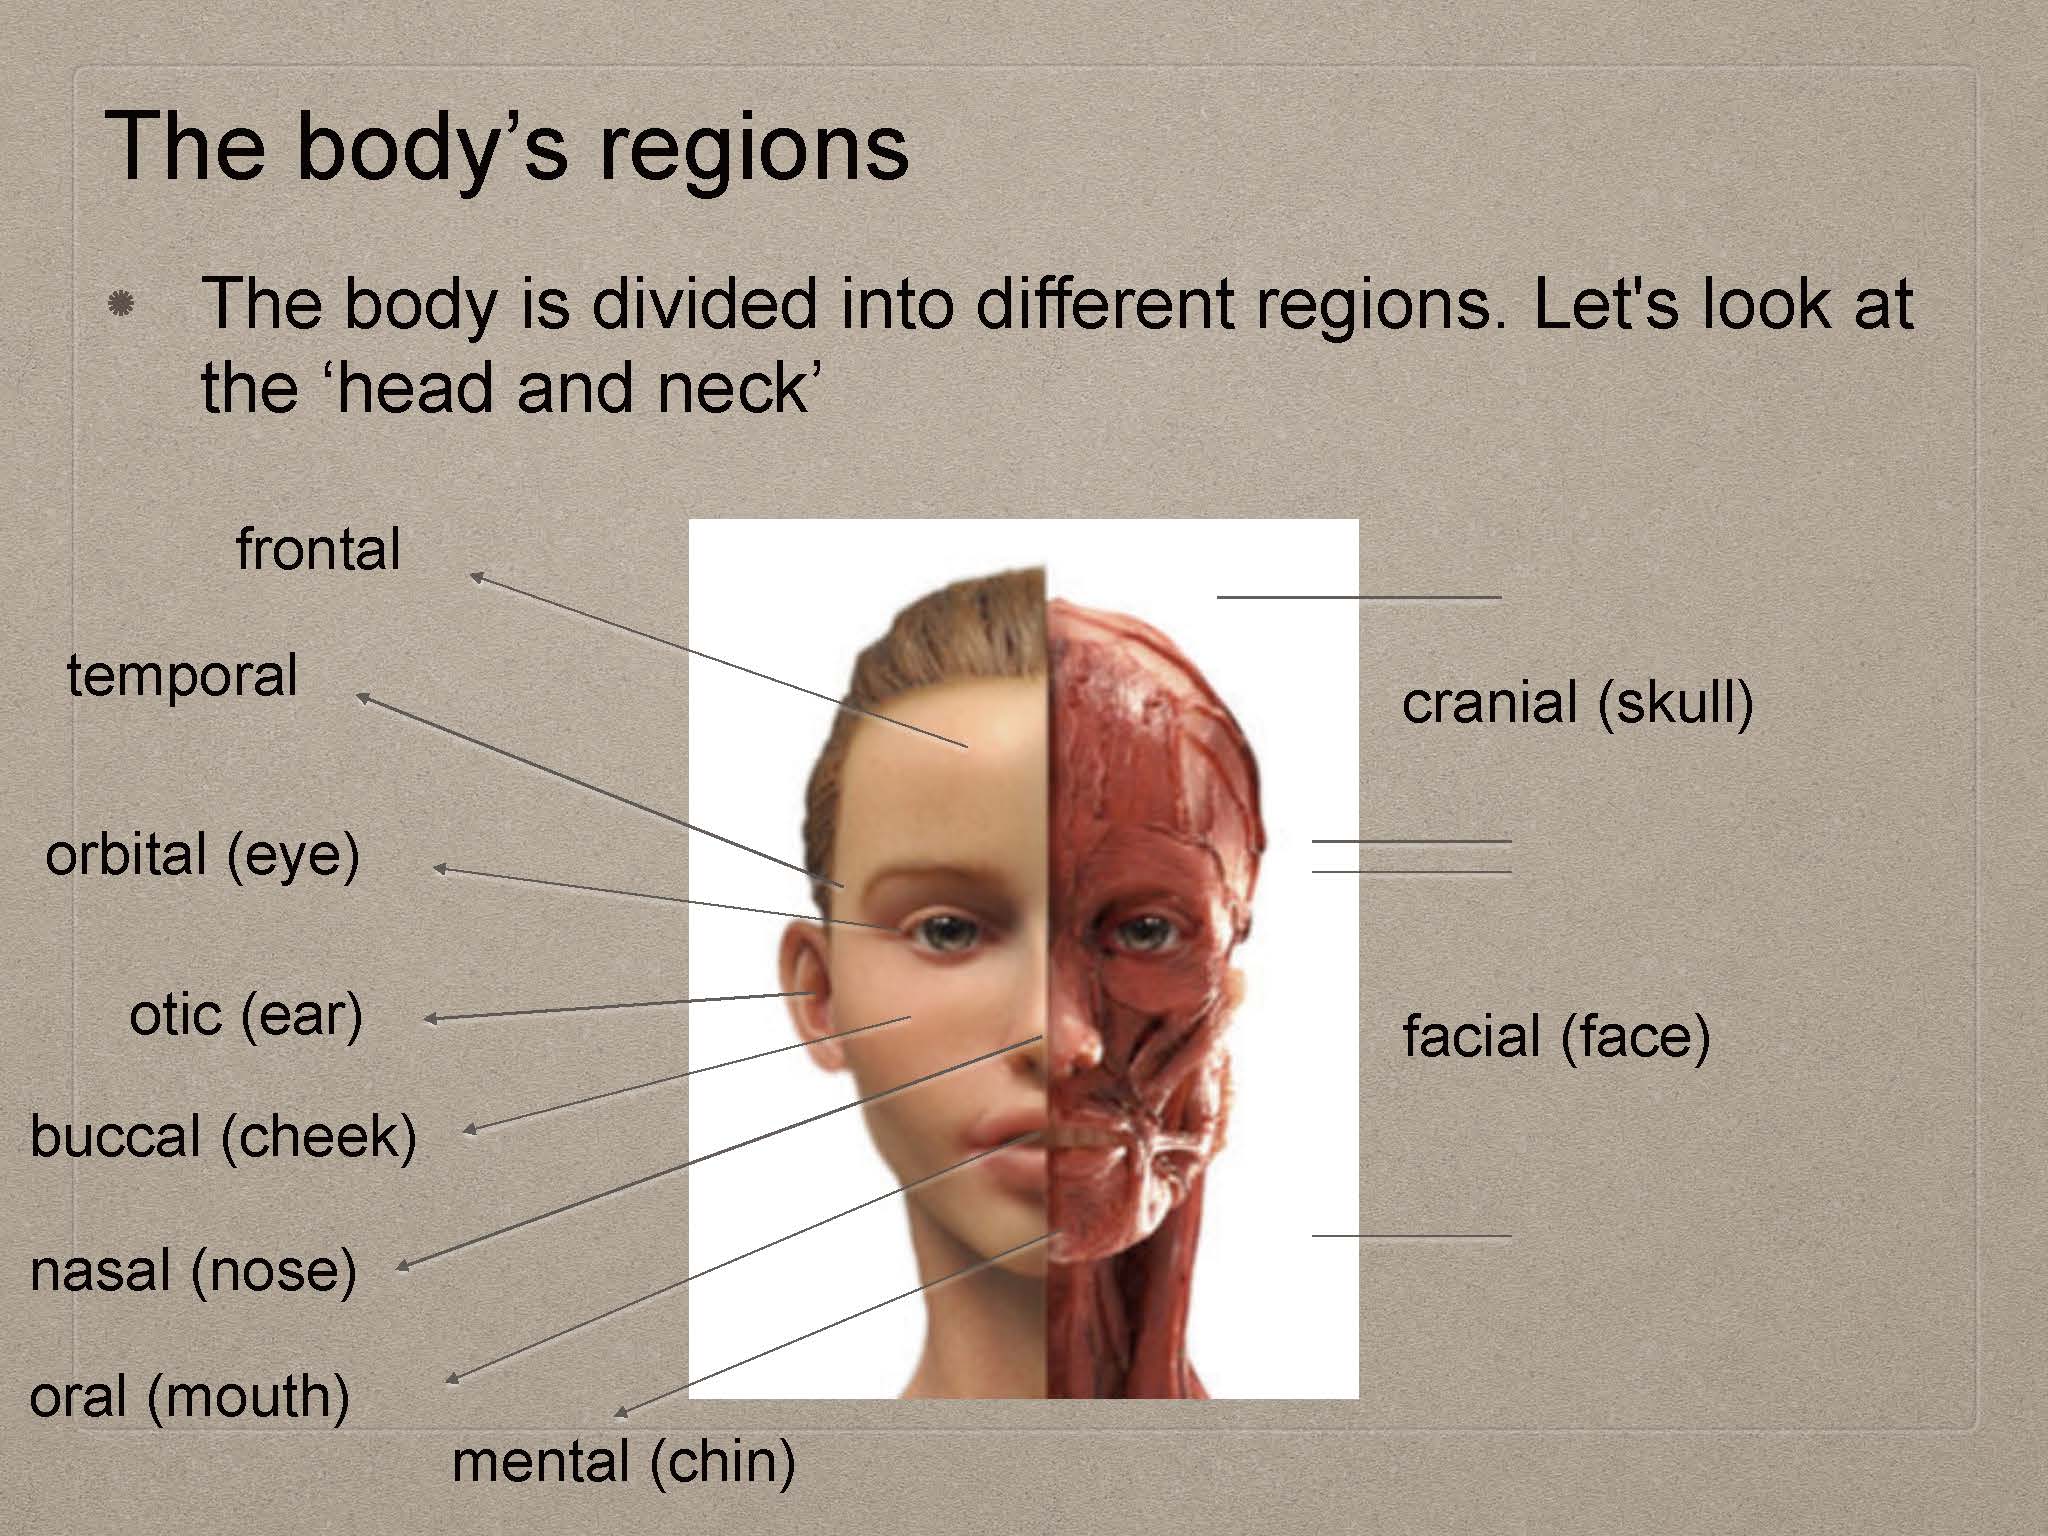 The body’s regions
The body is divided into different regions. Let's look at
the ‘head and neck’
frontal
temporal
orbital (eye)
otic (ear)
buccal (cheek)
nasal (nose)
oral (mouth)
mental (chin)
cranial (skull)
facial (face)